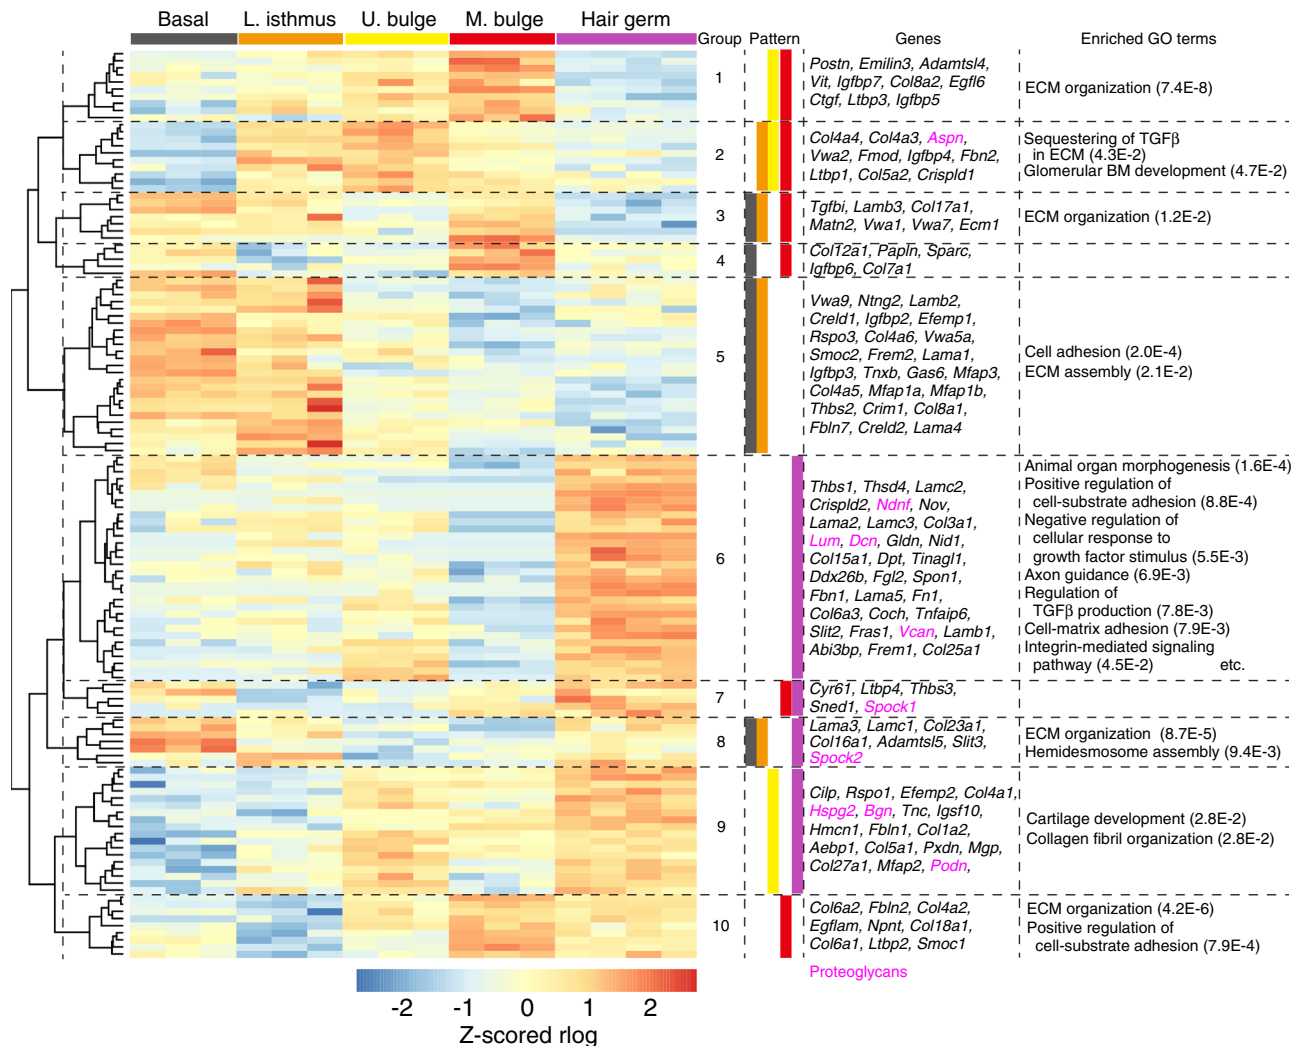 Basal L. isthmus U. bulge M. bulge Hair germ
Group Pattern Genes Enriched GO terms
1
Postn, Emilin3, Adamtsl4,
Vit, Igfbp7, Col8a2, Egfl6
Ctgf, Ltbp3, Igfbp5
ECM organization (7.4E-8)
2
Col4a4, Col4a3, Aspn,
Vwa2, Fmod, Igfbp4, Fbn2,
Ltbp1, Col5a2, Crispld1
Sequestering of TGFβ
in ECM (4.3E-2)
Glomerular BM development (4.7E-2)
3
Tgfbi, Lamb3, Col17a1,
Matn2, Vwa1, Vwa7, Ecm1
ECM organization (1.2E-2)
4
Col12a1, Papln, Sparc,
Igfbp6, Col7a1
5
Vwa9, Ntng2, Lamb2,
Creld1, Igfbp2, Efemp1,
Rspo3, Col4a6, Vwa5a,
Smoc2, Frem2, Lama1,
Igfbp3, Tnxb, Gas6, Mfap3,
Col4a5, Mfap1a, Mfap1b,
Thbs2, Crim1, Col8a1,
Fbln7, Creld2, Lama4
Cell adhesion (2.0E-4)
ECM assembly (2.1E-2)
6
Thbs1, Thsd4, Lamc2,
Crispld2, Ndnf, Nov,
Lama2, Lamc3, Col3a1,
Lum, Dcn, Gldn, Nid1,
Col15a1, Dpt, Tinagl1,
Ddx26b, Fgl2, Spon1,
Fbn1, Lama5, Fn1,
Col6a3, Coch, Tnfaip6,
Slit2, Fras1, Vcan, Lamb1,
Abi3bp, Frem1, Col25a1
Animal organ morphogenesis (1.6E-4)
Positive regulation of
cell-substrate adhesion (8.8E-4)
Negative regulation of
cellular response to
growth factor stimulus (5.5E-3)
Axon guidance (6.9E-3)
Regulation of
TGFβ production (7.8E-3)
Cell-matrix adhesion (7.9E-3)
Integrin-mediated signaling
pathway (4.5E-2) etc.
7
Cyr61, Ltbp4, Thbs3,
Sned1, Spock1
8
Lama3, Lamc1, Col23a1,
Col16a1, Adamtsl5, Slit3,
Spock2
ECM organization (8.7E-5)
Hemidesmosome assembly (9.4E-3)
9
Cilp, Rspo1, Efemp2, Col4a1,
Hspg2, Bgn, Tnc, Igsf10,
Hmcn1, Fbln1, Col1a2,
Aebp1, Col5a1, Pxdn, Mgp,
Col27a1, Mfap2, Podn,
Cartilage development (2.8E-2)
Collagen fibril organization (2.8E-2)
10
Col6a2, Fbln2, Col4a2,
Egflam, Npnt, Col18a1,
Col6a1, Ltbp2, Smoc1
ECM organization (4.2E-6)
Positive regulation of
cell-substrate adhesion (7.9E-4)
Proteoglycans
-2 -1 0 1 2
Z-scored rlog